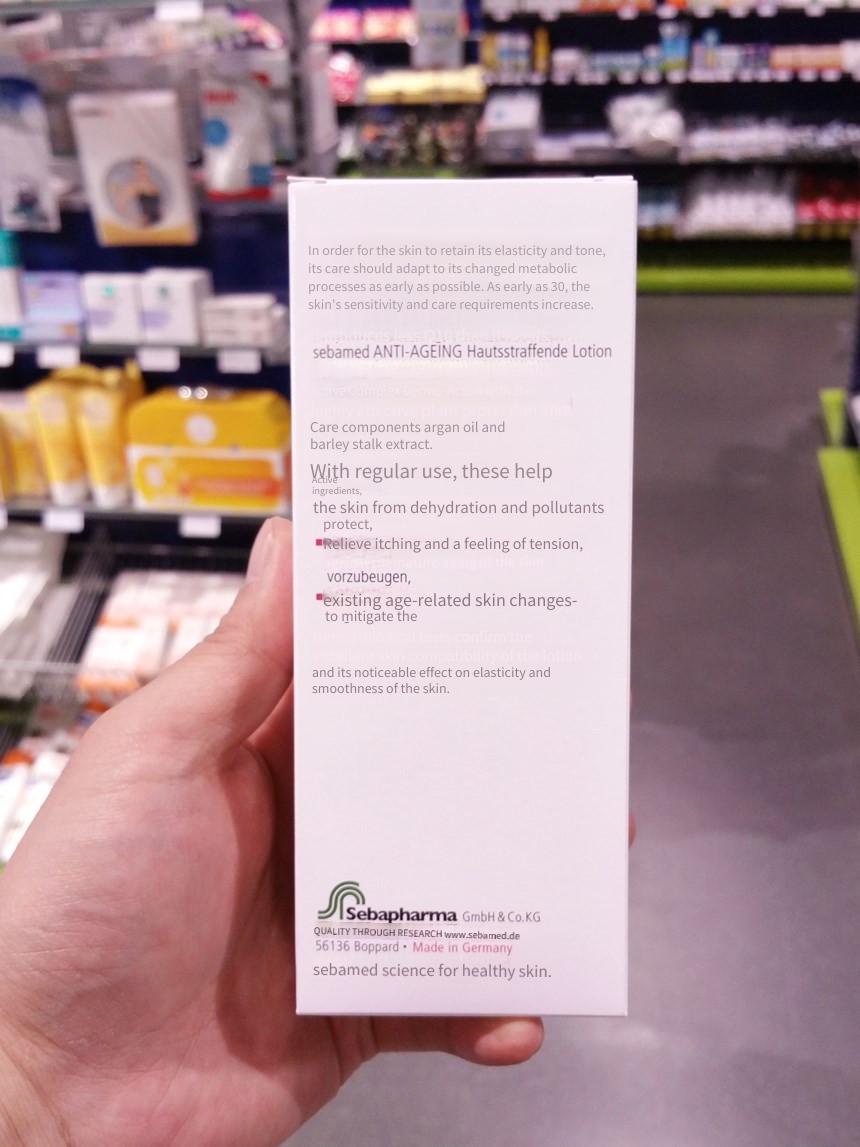 In order for the skin to retain its elasticity and tone,
its care should adapt to its changed metabolic
processes as early as possible. As early as 30, the
skin's sensitivity and care requirements increase.
sebamed ANTI-AGEING Hautsstraffende Lotion
Care components argan oil and
barley stalk extract.
With regular use, these help
Active
ingredients,
the skin from dehydration and pollutants
protect,
Relieve itching and a feeling of tension,
vorzubeugen,
existing age-related skin changes-
to mitigate the
and its noticeable effect on elasticity and
smoothness of the skin.
Sebapharma GmbH & Co.KG
QUALITY THROUGH RESEARCH www.sebamed.de
56136 Boppard • Made in Germany
sebamed science for healthy skin.